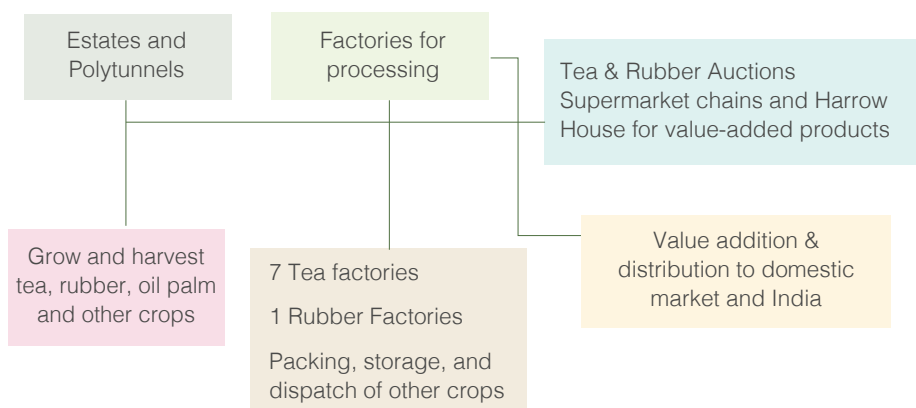 Estates and
Polytunnels
Factories for
processing
Tea & Rubber Auctions
Supermarket chains and Harrow
House for value-added products
Grow and harvest
tea, rubber, oil palm
and other crops
7 Tea factories
1 Rubber Factories
Packing, storage, and
dispatch of other crops
Value addition &
distribution to domestic
market and India